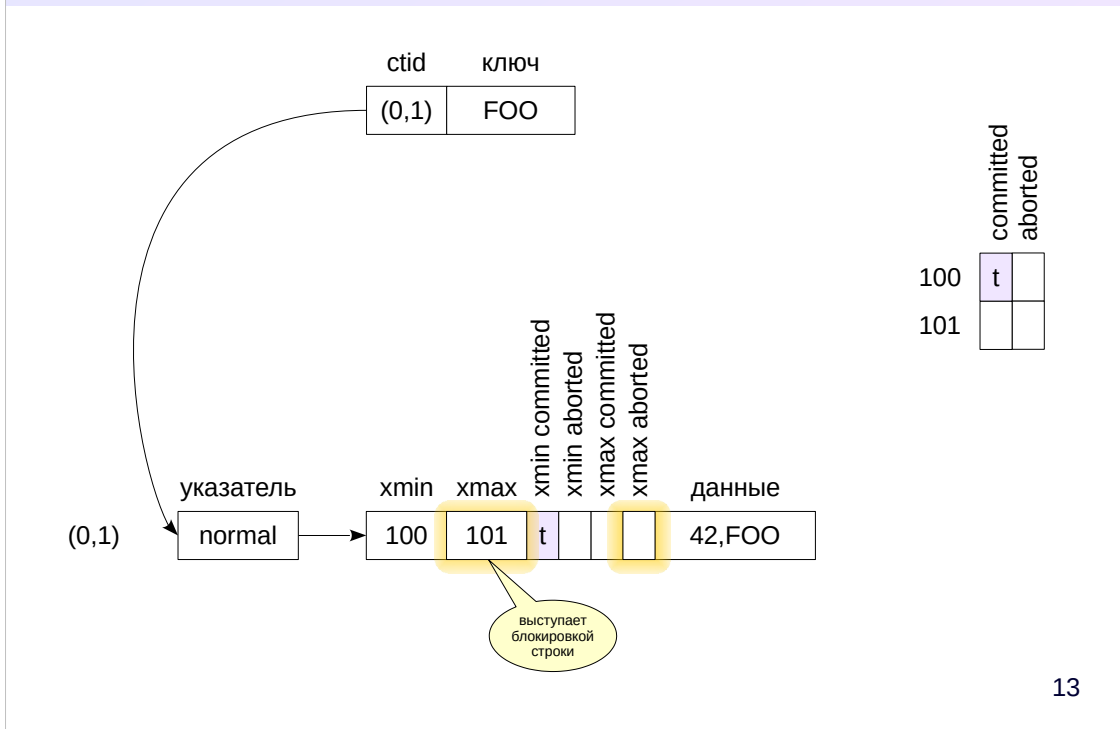 ctid ключ
(0,1) FOO
committed
aborted
100 t
101
xmin committed
xmin aborted
xmax committed
xmax aborted
указатель xmin xmax данные
(0,1) normal 100 101 t 42,FOO
выступает
блокировкой
строки
13